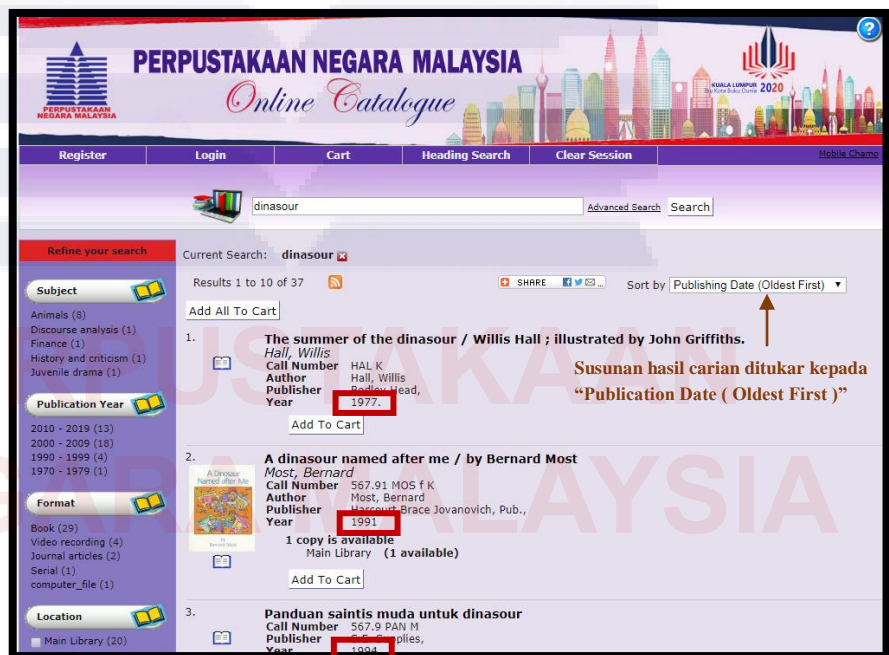 PERPUSTAKAAN NEGARA MALAYSIA
Online Catalogue
PERPUSTAKAAN
NEGARA MALAYSIA
KUALA LUMPUR 2020
?
Register Login Cart Heading Search Clear Session Mobile Chamo
dinasour Advanced Search Search
Refine your search
Subject
Animals (8)
Discourse analysis (1)
Finance (1)
History and criticism (1)
Juvenile drama (1)
Publication Year
2010 - 2019 (13)
2000 - 2009 (18)
1990 - 1999 (4)
1970 - 1979 (1)
Format
Book (29)
Video recording (4)
Journal articles (2)
Serial (1)
computer_file (1)
Location
Main Library (20)
Current Search: dinasour
Results 1 to 10 of 37 SHARE Sort by Publishing Date (Oldest First)
Add All To Cart
1. The summer of the dinasour / Willis Hall ; illustrated by John Griffiths.
Hall, Willis
Call Number HAL K
Author Hall, Willis
Publisher Bodley Head,
Year 1977.
Add To Cart
Susunan hasil carian ditukar kepada
“Publication Date ( Oldest First )”
2. A dinasour named after me / by Bernard Most
Most, Bernard
Call Number 567.91 MOS f K
Author Most, Bernard
Publisher Harcourt Brace Jovanovich, Pub.,
Year 1991
1 copy is available
Main Library (1 available)
Add To Cart
A Dinosaur
Named after Me
Bernard Most
3. Panduan saintis muda untuk dinasour
Call Number 567.9 PAN M
Publisher
Year 1994
PUSTAKAAN
GARA MALAYSIA